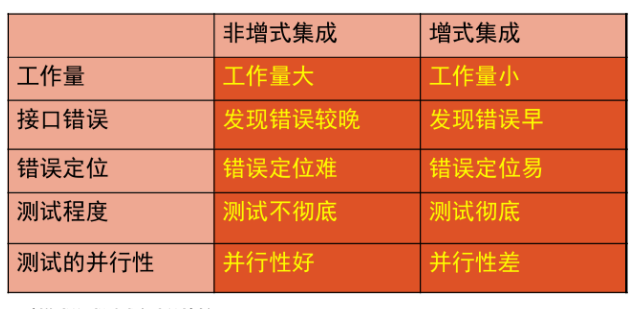 非增式集成 增式集成
工作量 工作量大 工作量小
接口错误 发现错误较晚 发现错误早
错误定位 错误定位难 错误定位易
测试程度 测试不彻底 测试彻底
测试的并行性 并行性好 并行性差